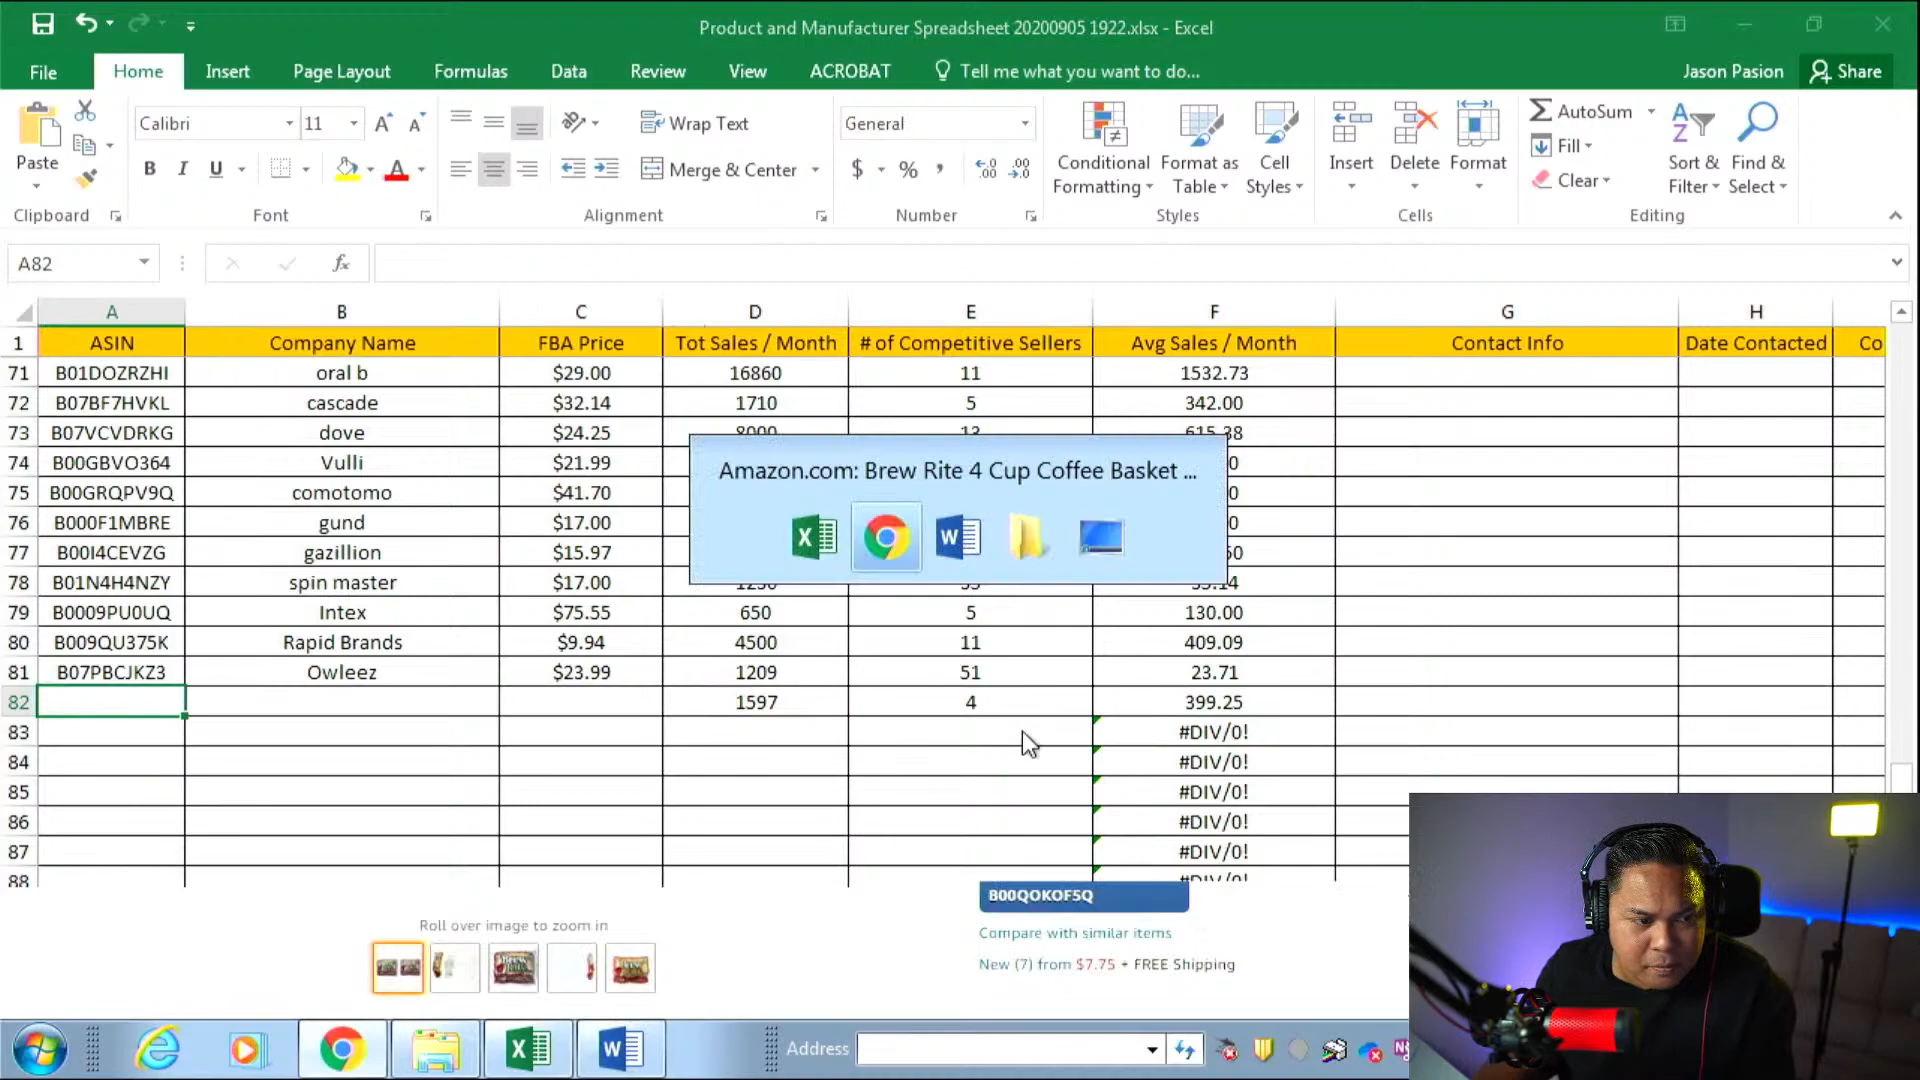 Product and Manufacturer Spreadsheet 20200905 1922.xlsx - Excel
File Home Insert Page Layout Formulas Data Review View ACROBAT Tell me what you want to do... Jason Pasion Share
Paste Calibri 11 Wrap Text General Conditional Formatting Format as Table Cell Styles Insert Delete Format AutoSum Fill Clear Sort & Filter Find & Select
B I U Merge & Center $ % ,
Clipboard Font Alignment Number Styles Cells Editing
A82 fx
A B C D E F G H
1 ASIN Company Name FBA Price Tot Sales / Month # of Competitive Sellers Avg Sales / Month Contact Info Date Contacted Co
71 B01DOZRZHI oral b $29.00 16860 11 1532.73
72 B07BF7HVKL cascade $32.14 1710 5 342.00
73 B07VCVDRKG dove $24.25 8000 13 615.38
74 B00GBVO364 Vulli $21.99
75 B00GRQPV9Q comotomo $41.70
76 B000F1MBRE gund $17.00
77 B00I4CEVZG gazillion $15.97
78 B01N4H4NZY spin master $17.00
79 B0009PU0UQ Intex $75.55 650 5 130.00
80 B009QU375K Rapid Brands $9.94 4500 11 409.09
81 B07PBCJKZ3 Owleez $23.99 1209 51 23.71
82 1597 4 399.25
83 #DIV/0!
84 #DIV/0!
85 #DIV/0!
86 #DIV/0!
87 #DIV/0!
88 #DIV/0!
Amazon.com: Brew Rite 4 Cup Coffee Basket ...
B00QOKOF5Q
Roll over image to zoom in
Compare with similar items
New (7) from $7.75 + FREE Shipping
Address